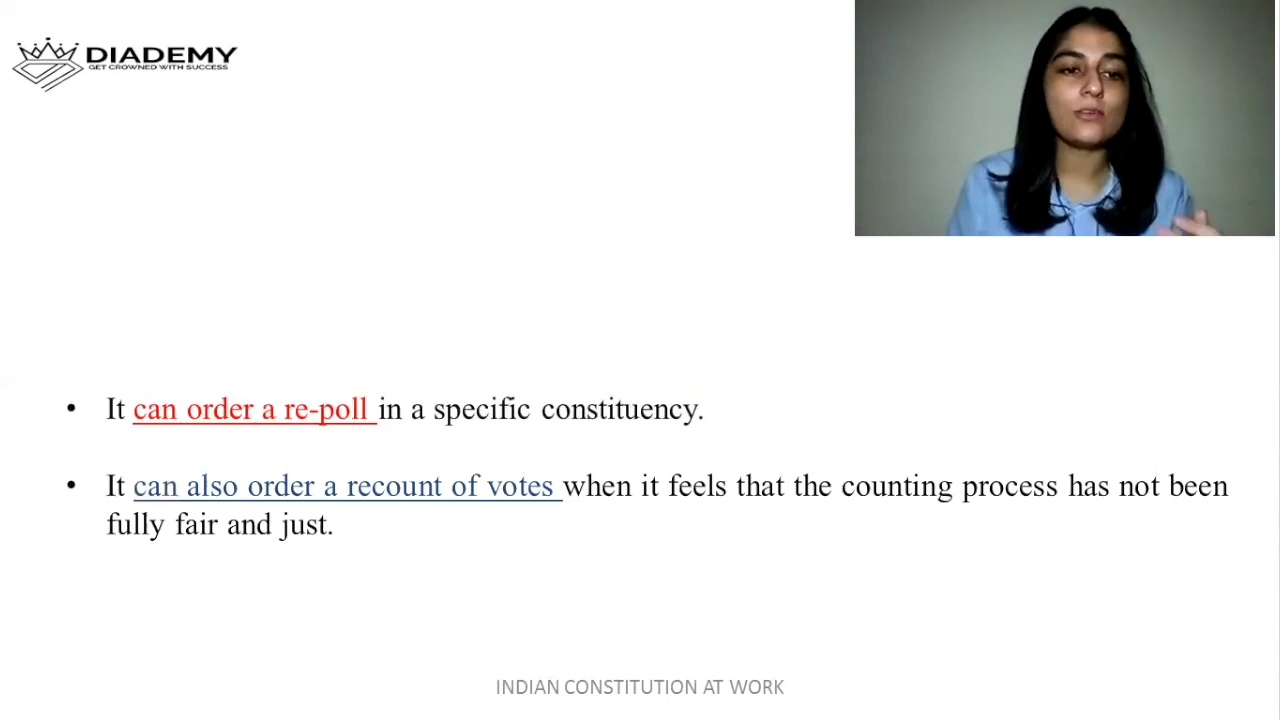 DIADEMY
GET CROWNED WITH SUCCESS
• It can order a re-poll in a specific constituency.
• It can also order a recount of votes when it feels that the counting process has not been
fully fair and just.
INDIAN CONSTITUTION AT WORK